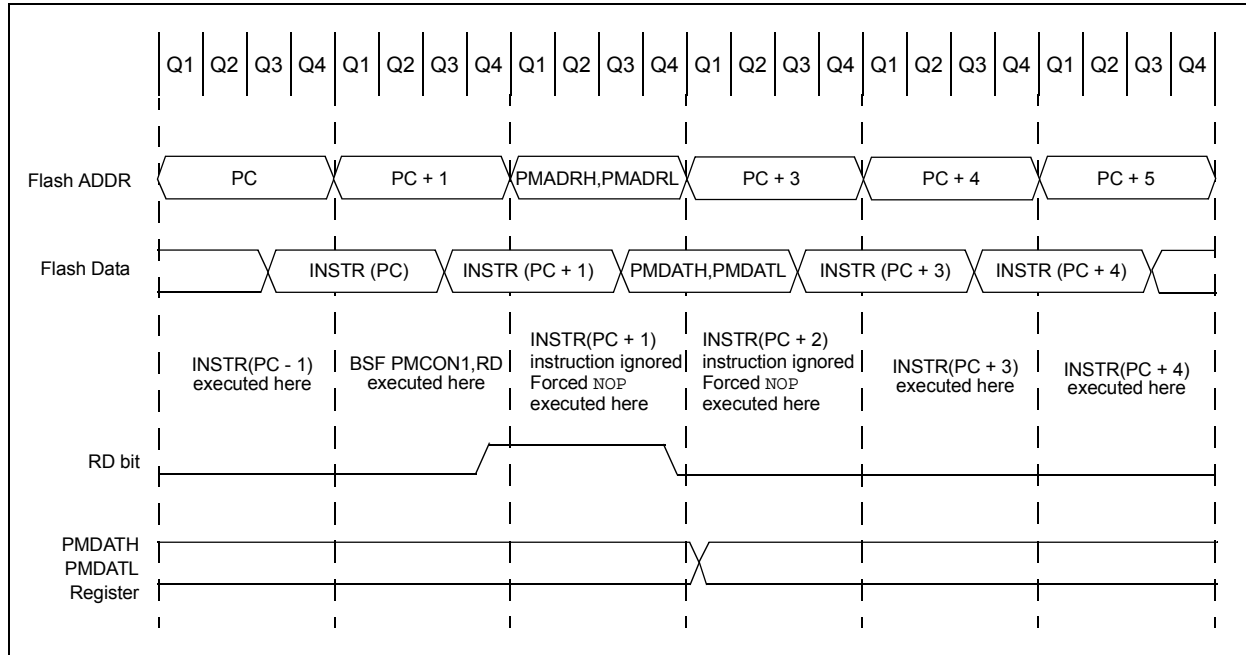 Q1 Q2 Q3 Q4 Q1 Q2 Q3 Q4 Q1 Q2 Q3 Q4 Q1 Q2 Q3 Q4 Q1 Q2 Q3 Q4 Q1 Q2 Q3 Q4
Flash ADDR PC PC + 1 PMADRH,PMADRL PC + 3 PC + 4 PC + 5
Flash Data INSTR (PC) INSTR (PC + 1) PMDATH,PMDATL INSTR (PC + 3) INSTR (PC + 4)
INSTR(PC - 1)
executed here
BSF PMCON1,RD
executed here
INSTR(PC + 1)
instruction ignored
Forced NOP
executed here
INSTR(PC + 2)
instruction ignored
Forced NOP
executed here
INSTR(PC + 3)
executed here
INSTR(PC + 4)
executed here
RD bit
PMDATH
PMDATL
Register